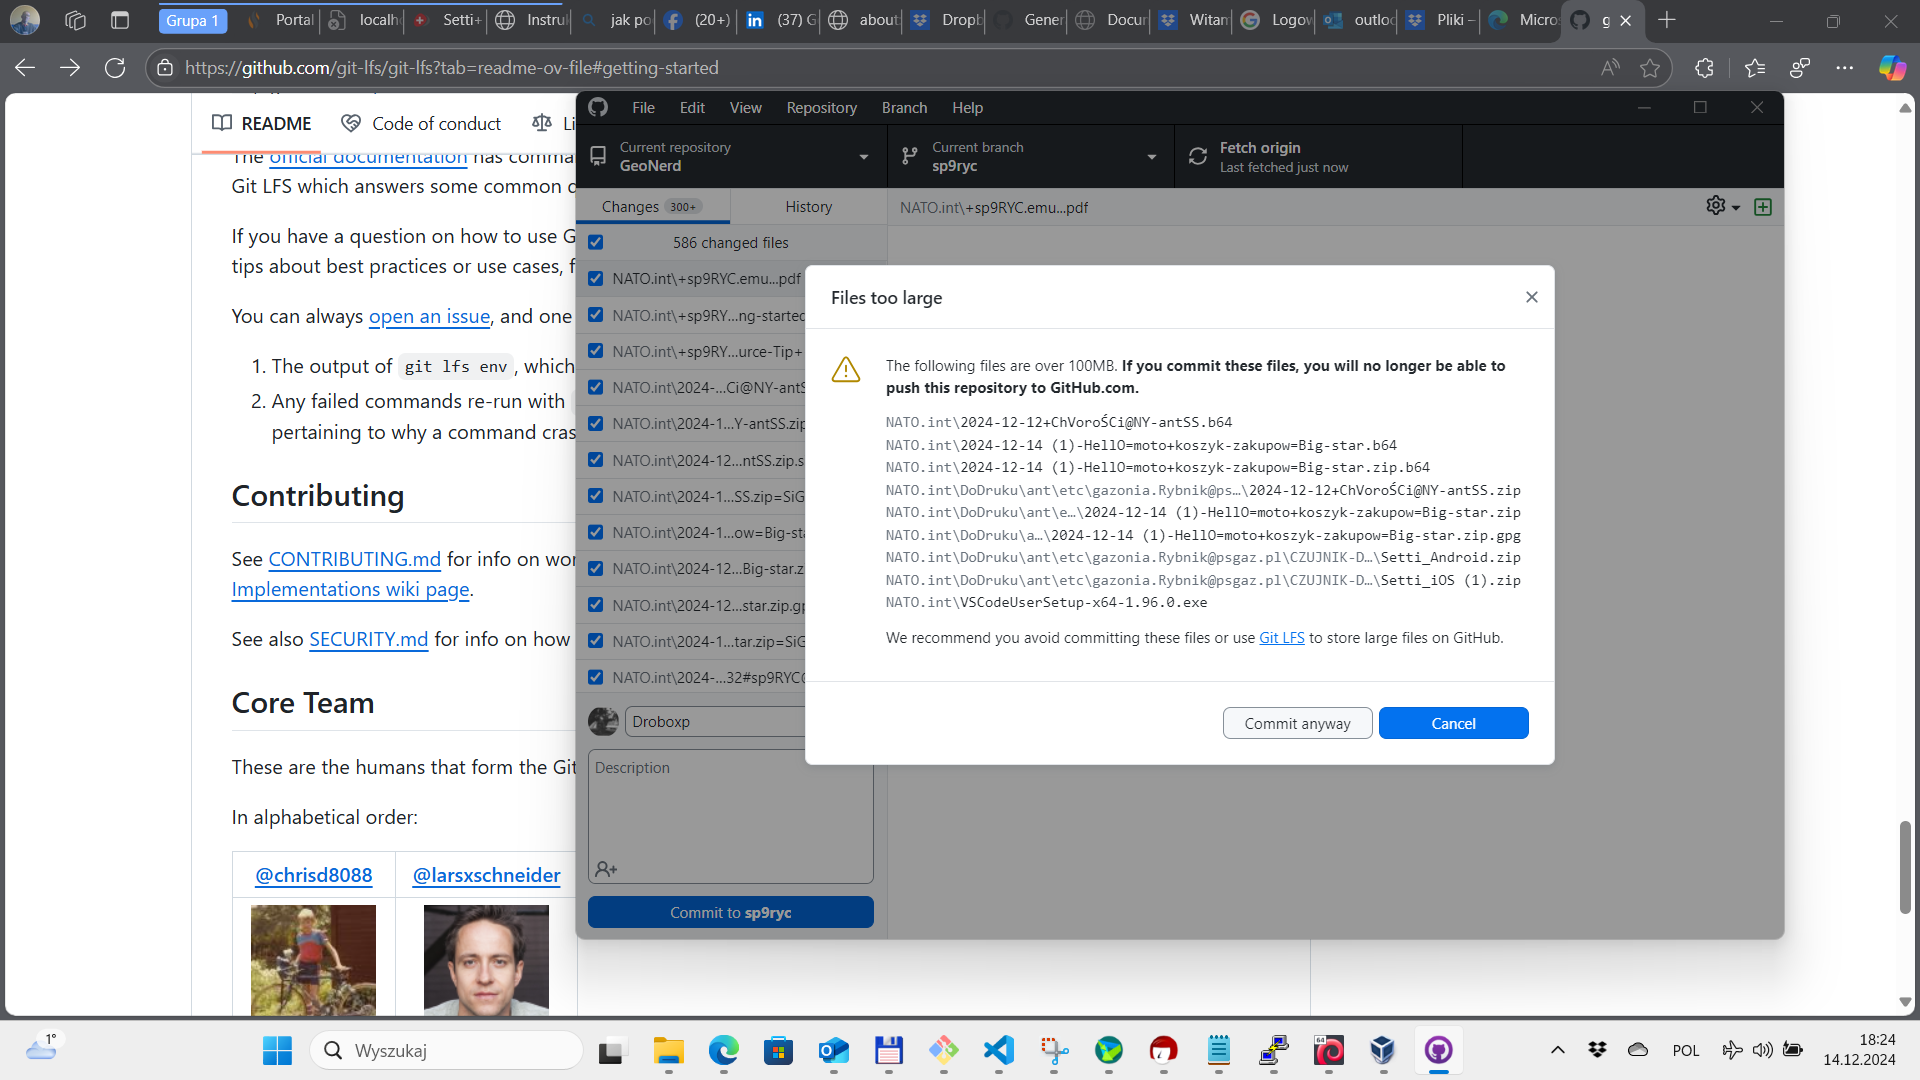 Grupa 1
Portal
localh
Setti+
Instruk
jak po
(20+)
(37) G
about
Dropb
Gener
Docur
Witam
Logow
outloo
Pliki –
Micros
g
https://github.com/git-lfs/git-lfs?tab=readme-ov-file#getting-started
README
Code of conduct
Li
The official documentation has comma
Git LFS which answers some common q
If you have a question on how to use G
tips about best practices or use cases, f
You can always open an issue, and one
1. The output of git lfs env , which
2. Any failed commands re-run with
pertaining to why a command cras
Contributing
See CONTRIBUTING.md for info on wor
Implementations wiki page.
See also SECURITY.md for info on how
Core Team
These are the humans that form the Git
In alphabetical order:
@chrisd8088
@larsxschneider
File Edit View Repository Branch Help
Current repository
GeoNerd
Current branch
sp9ryc
Fetch origin
Last fetched just now
Changes 300+
History
586 changed files
NATO.int\+sp9RYC.emu...pdf
NATO.int\+sp9RYC.emu...pdf
NATO.int\+sp9RY...ng-started
NATO.int\+sp9RY...urce-Tip+
NATO.int\2024-...Ci@NY-antS
NATO.int\2024-1...Y-antSS.zip
NATO.int\2024-12...ntSS.zip.s
NATO.int\2024-1...SS.zip=SiG
NATO.int\2024-1...ow=Big-sta
NATO.int\2024-12...Big-star.z
NATO.int\2024-12...star.zip.gp
NATO.int\2024-1...tar.zip=SiG
NATO.int\2024-...32#sp9RYC@
Droboxp
Description
Commit to sp9ryc
Files too large
The following files are over 100MB. If you commit these files, you will no longer be able to
push this repository to GitHub.com.
NATO.int\2024-12-12+ChVoroŚCi@NY-antSS.b64
NATO.int\2024-12-14 (1)-HellO=moto+koszyk-zakupow=Big-star.b64
NATO.int\2024-12-14 (1)-HellO=moto+koszyk-zakupow=Big-star.zip.b64
NATO.int\DoDruku\ant\etc\gazonia.Rybnik@ps…\2024-12-12+ChVoroŚCi@NY-antSS.zip
NATO.int\DoDruku\ant\e…\2024-12-14 (1)-HellO=moto+koszyk-zakupow=Big-star.zip
NATO.int\DoDruku\a…\2024-12-14 (1)-HellO=moto+koszyk-zakupow=Big-star.zip.gpg
NATO.int\DoDruku\ant\etc\gazonia.Rybnik@psgaz.pl\CZUJNIK-D…\Setti_Android.zip
NATO.int\DoDruku\ant\etc\gazonia.Rybnik@psgaz.pl\CZUJNIK-D…\Setti_iOS (1).zip
NATO.int\VSCodeUserSetup-x64-1.96.0.exe
We recommend you avoid committing these files or use Git LFS to store large files on GitHub.
Commit anyway
Cancel
1°
Wyszukaj
64
POL
18:24
14.12.2024